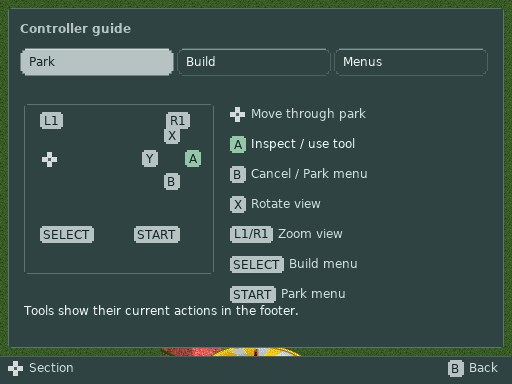 Controller guide
Park
Build
Menus
L1
R1
X
Y
A
B
SELECT
START
Move through park
A Inspect / use tool
B Cancel / Park menu
X Rotate view
L1/R1 Zoom view
SELECT Build menu
START Park menu
Tools show their current actions in the footer.
Section
B Back